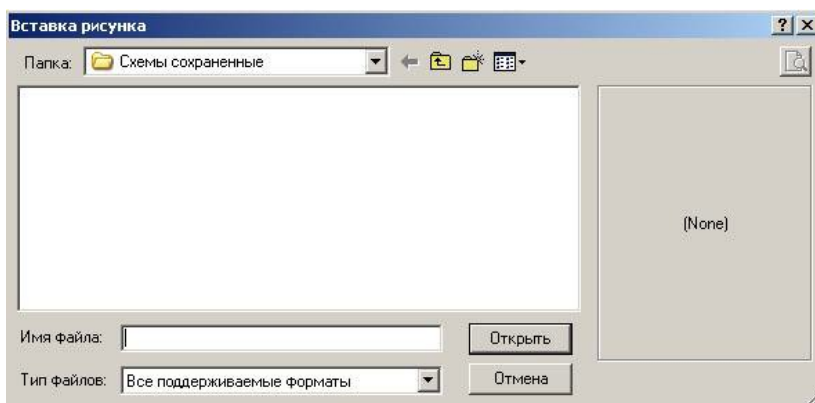 Вставка рисунка
Папка: Схемы сохраненные
(None)
Имя файла: Открыть
Тип файлов: Все поддерживаемые форматы Отмена